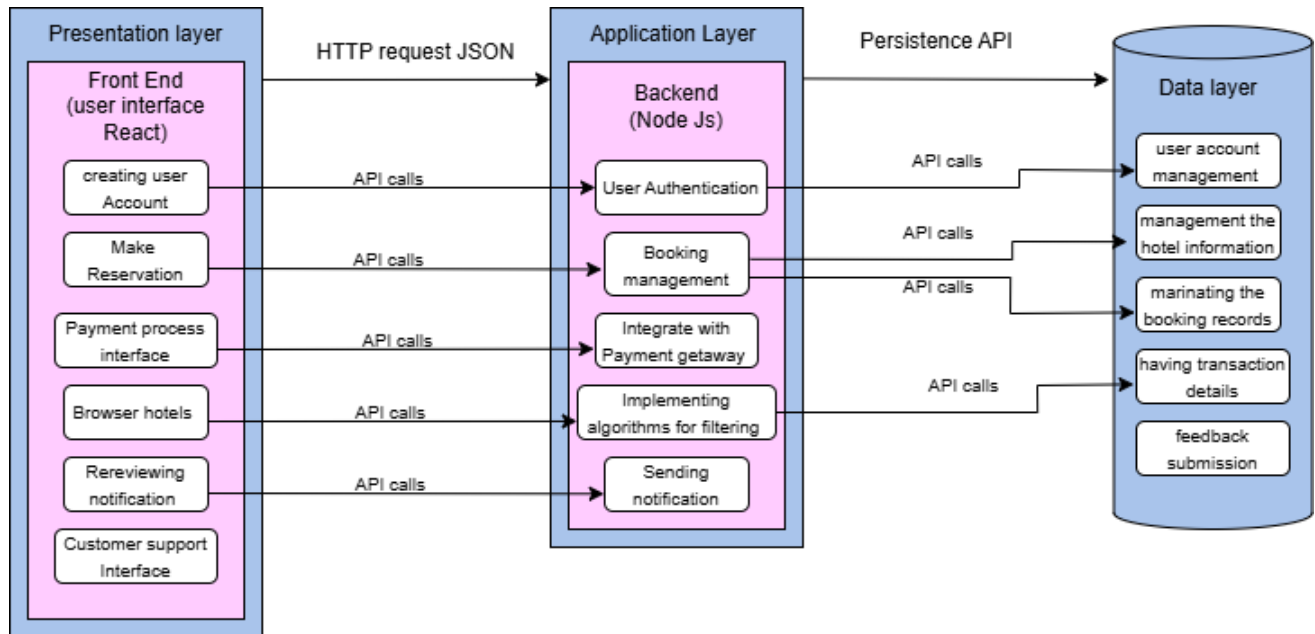 Presentation layer
Front End
(user interface
React)
creating user
Account
Make
Reservation
Payment process
interface
Browser hotels
Rereviewing
notification
Customer support
Interface
HTTP request JSON
API calls
API calls
API calls
API calls
API calls
Application Layer
Backend
(Node Js)
User Authentication
Booking
management
Integrate with
Payment getaway
Implementing
algorithms for filtering
Sending
notification
Persistence API
API calls
API calls
API calls
API calls
Data layer
user account
management
management the
hotel information
marinating the
booking records
having transaction
details
feedback
submission